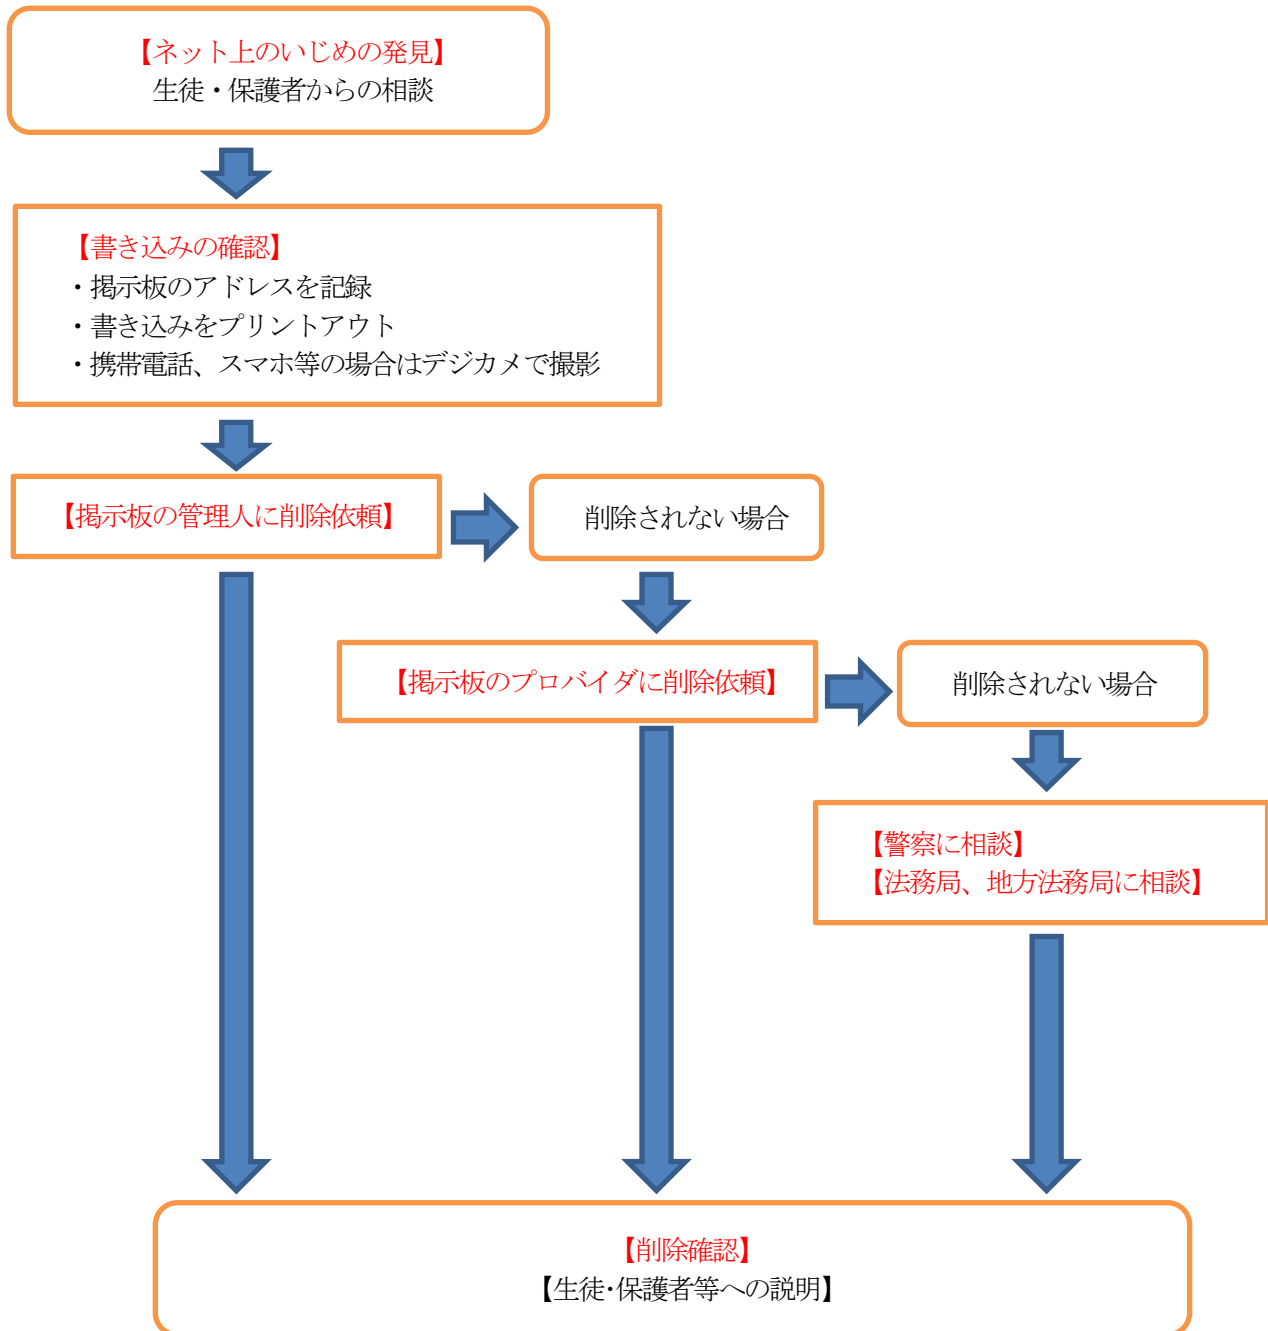 【ネット上のいじめの発見】
生徒・保護者からの相談
【書き込みの確認】
・掲示板のアドレスを記録
・書き込みをプリントアウト
・携帯電話、スマホ等の場合はデジカメで撮影
【掲示板の管理人に削除依頼】
削除されない場合
【掲示板のプロバイダに削除依頼】
削除されない場合
【警察に相談】
【法務局、地方法務局に相談】
【削除確認】
【生徒・保護者等への説明】